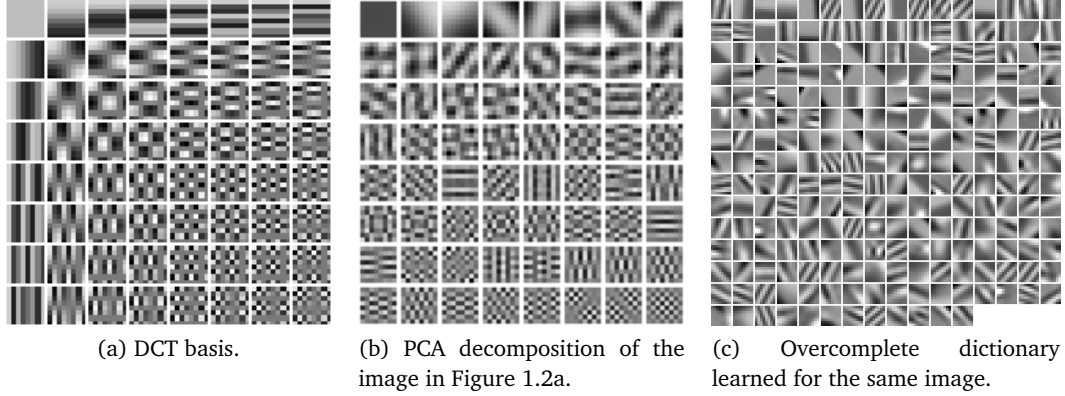 (a) DCT basis.
(b) PCA decomposition of the
image in Figure 1.2a.
(c) Overcomplete dictionary
learned for the same image.